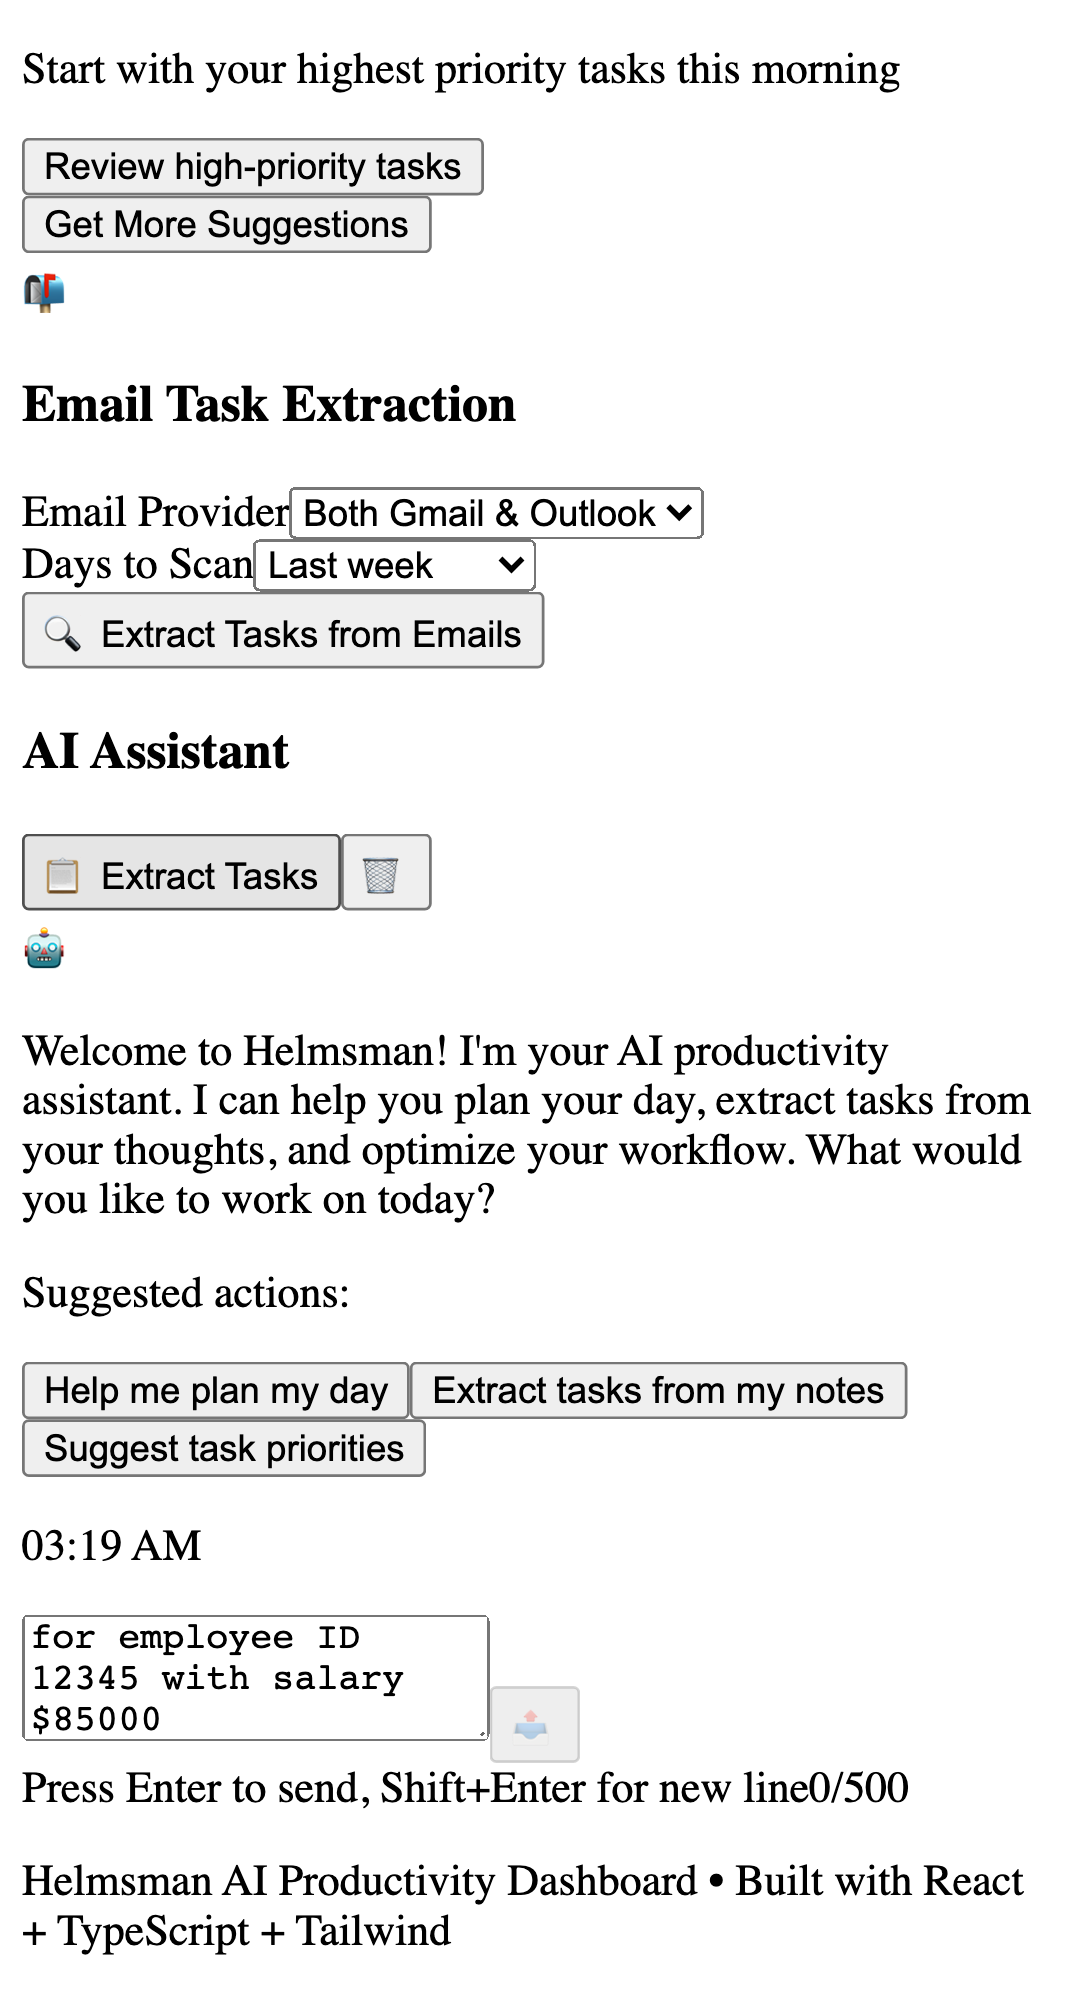 Start with your highest priority tasks this morning
Review high-priority tasks
Get More Suggestions
Email Task Extraction
Email Provider Both Gmail & Outlook
Days to Scan Last week
Extract Tasks from Emails
AI Assistant
Extract Tasks
Welcome to Helmsman! I'm your AI productivity
assistant. I can help you plan your day, extract tasks from
your thoughts, and optimize your workflow. What would
you like to work on today?
Suggested actions:
Help me plan my day Extract tasks from my notes
Suggest task priorities
03:19 AM
for employee ID
12345 with salary
$85000
Press Enter to send, Shift+Enter for new line0/500
Helmsman AI Productivity Dashboard • Built with React
+ TypeScript + Tailwind